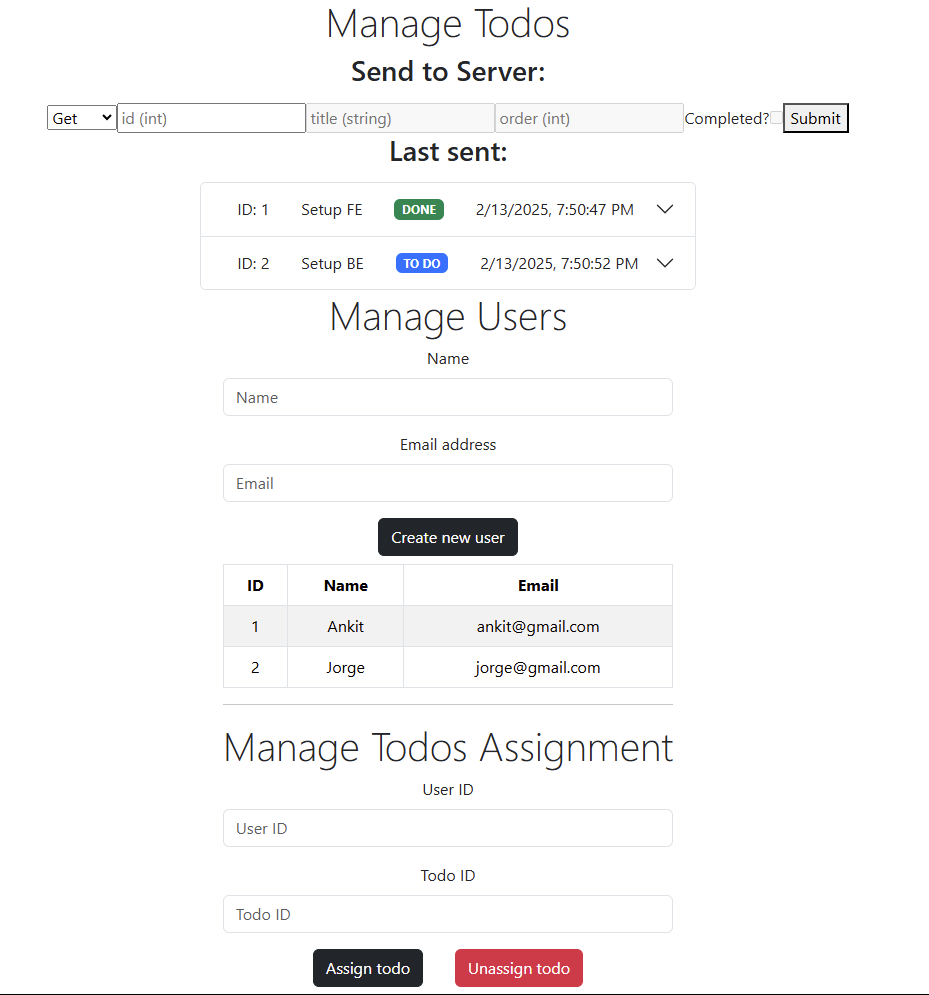 Manage Todos
Send to Server:
Get id (int) title (string) order (int) Completed? Submit
Last sent:
ID: 1 Setup FE DONE 2/13/2025, 7:50:47 PM
ID: 2 Setup BE TO DO 2/13/2025, 7:50:52 PM
Manage Users
Name
Name
Email address
Email
Create new user
ID Name Email
1 Ankit ankit@gmail.com
2 Jorge jorge@gmail.com
Manage Todos Assignment
User ID
User ID
Todo ID
Todo ID
Assign todo Unassign todo